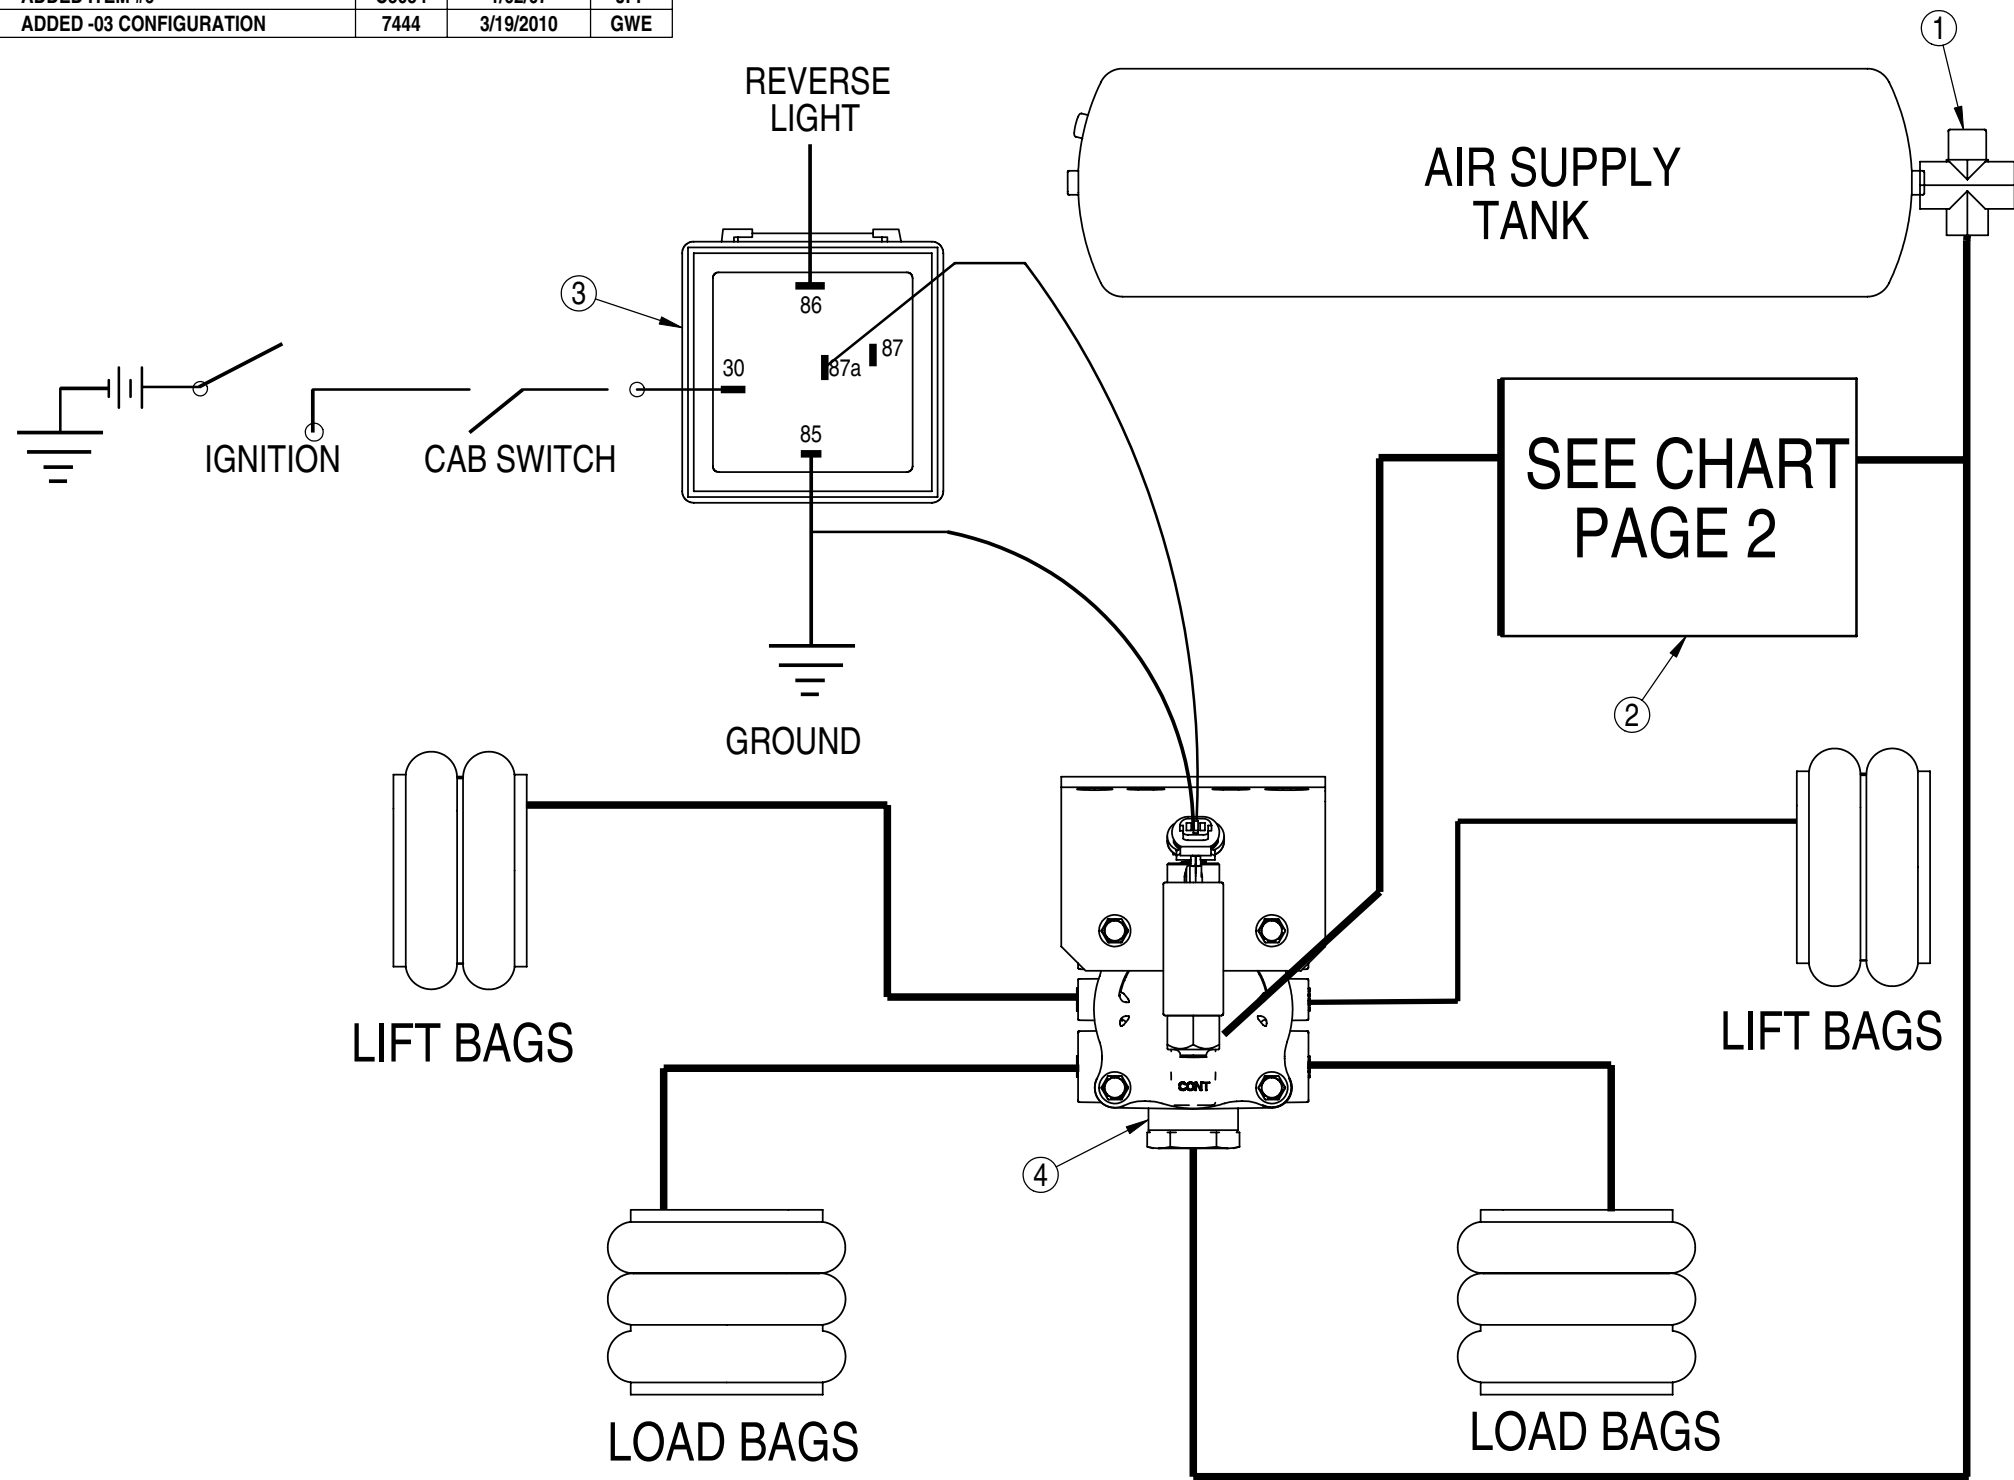 ADDED -03 CONFIGURATION 7444 3/19/2010 GWE
1
REVERSE
LIGHT
AIR SUPPLY
TANK
3
86
87
87a
30
85
IGNITION
CAB SWITCH
SEE CHART
PAGE 2
2
GROUND
LIFT BAGS
LIFT BAGS
CONT
4
LOAD BAGS
LOAD BAGS